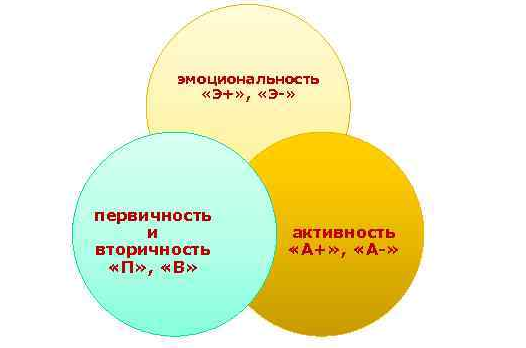 эмоциональность
«Э+», «Э-»
первичность
и
вторичность
«П», «В»
активность
«А+», «А-»